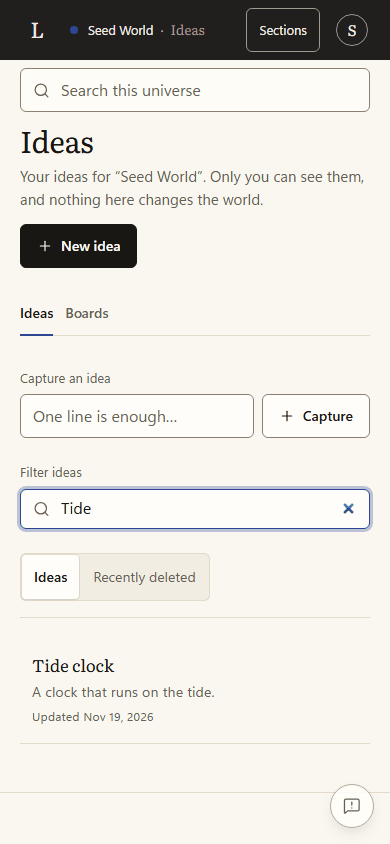 L
Seed World · Ideas
Sections
S
Search this universe
Ideas
Your ideas for “Seed World”. Only you can see them,
and nothing here changes the world.
New idea
Ideas
Boards
Capture an idea
One line is enough...
Capture
Filter ideas
Tide
Ideas
Recently deleted
Tide clock
A clock that runs on the tide.
Updated Nov 19, 2026